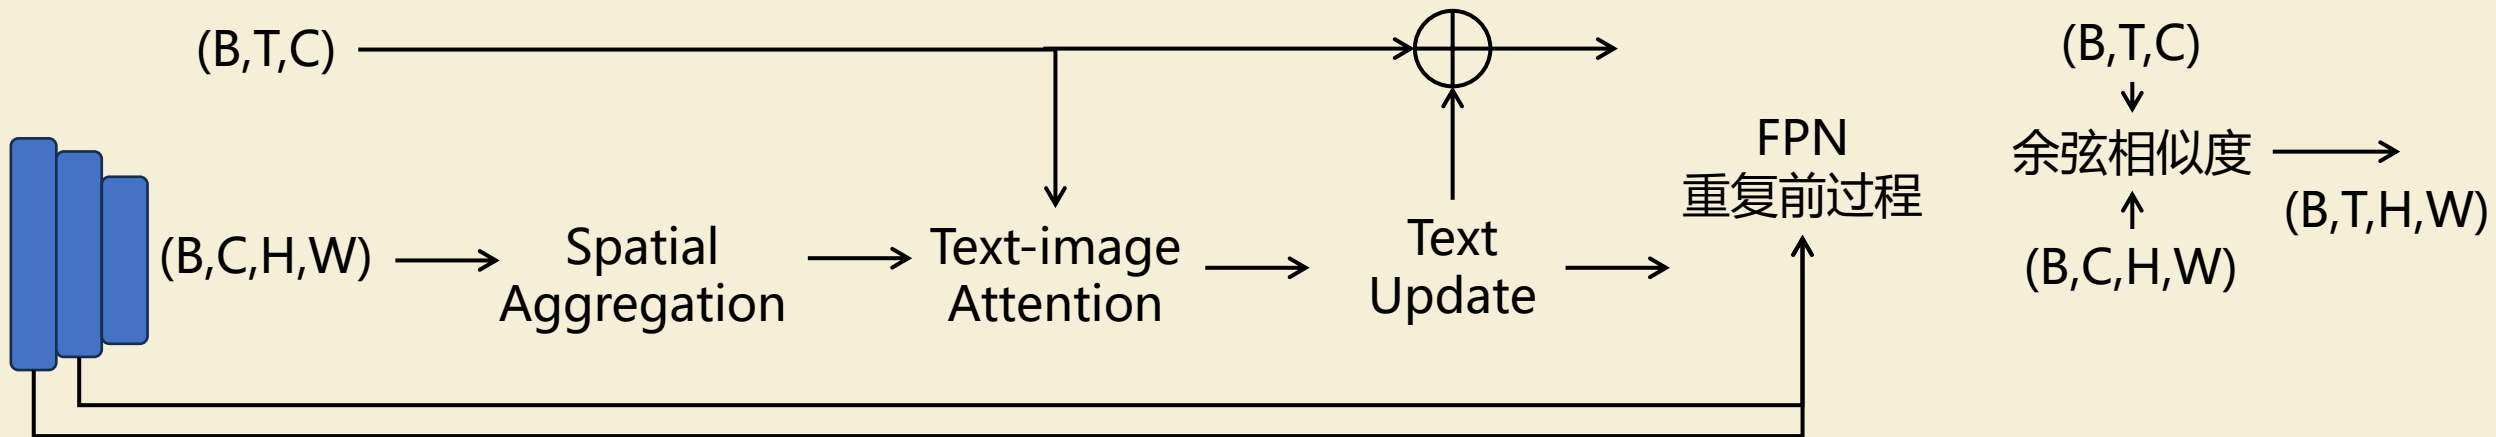 (B,T,C)
(B,C,H,W)
Spatial
Aggregation
Text-image
Attention
Text
Update
FPN
重复前过程
(B,T,C)
余弦相似度
(B,C,H,W)
(B,T,H,W)